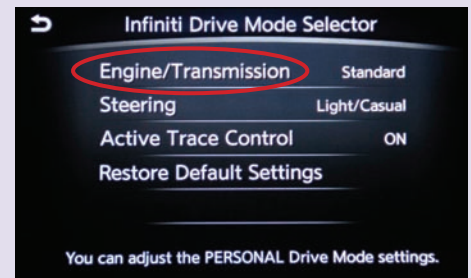 Infiniti Drive Mode Selector
Engine/Transmission Standard
Steering Light/Casual
Active Trace Control ON
Restore Default Settings
You can adjust the PERSONAL Drive Mode settings.